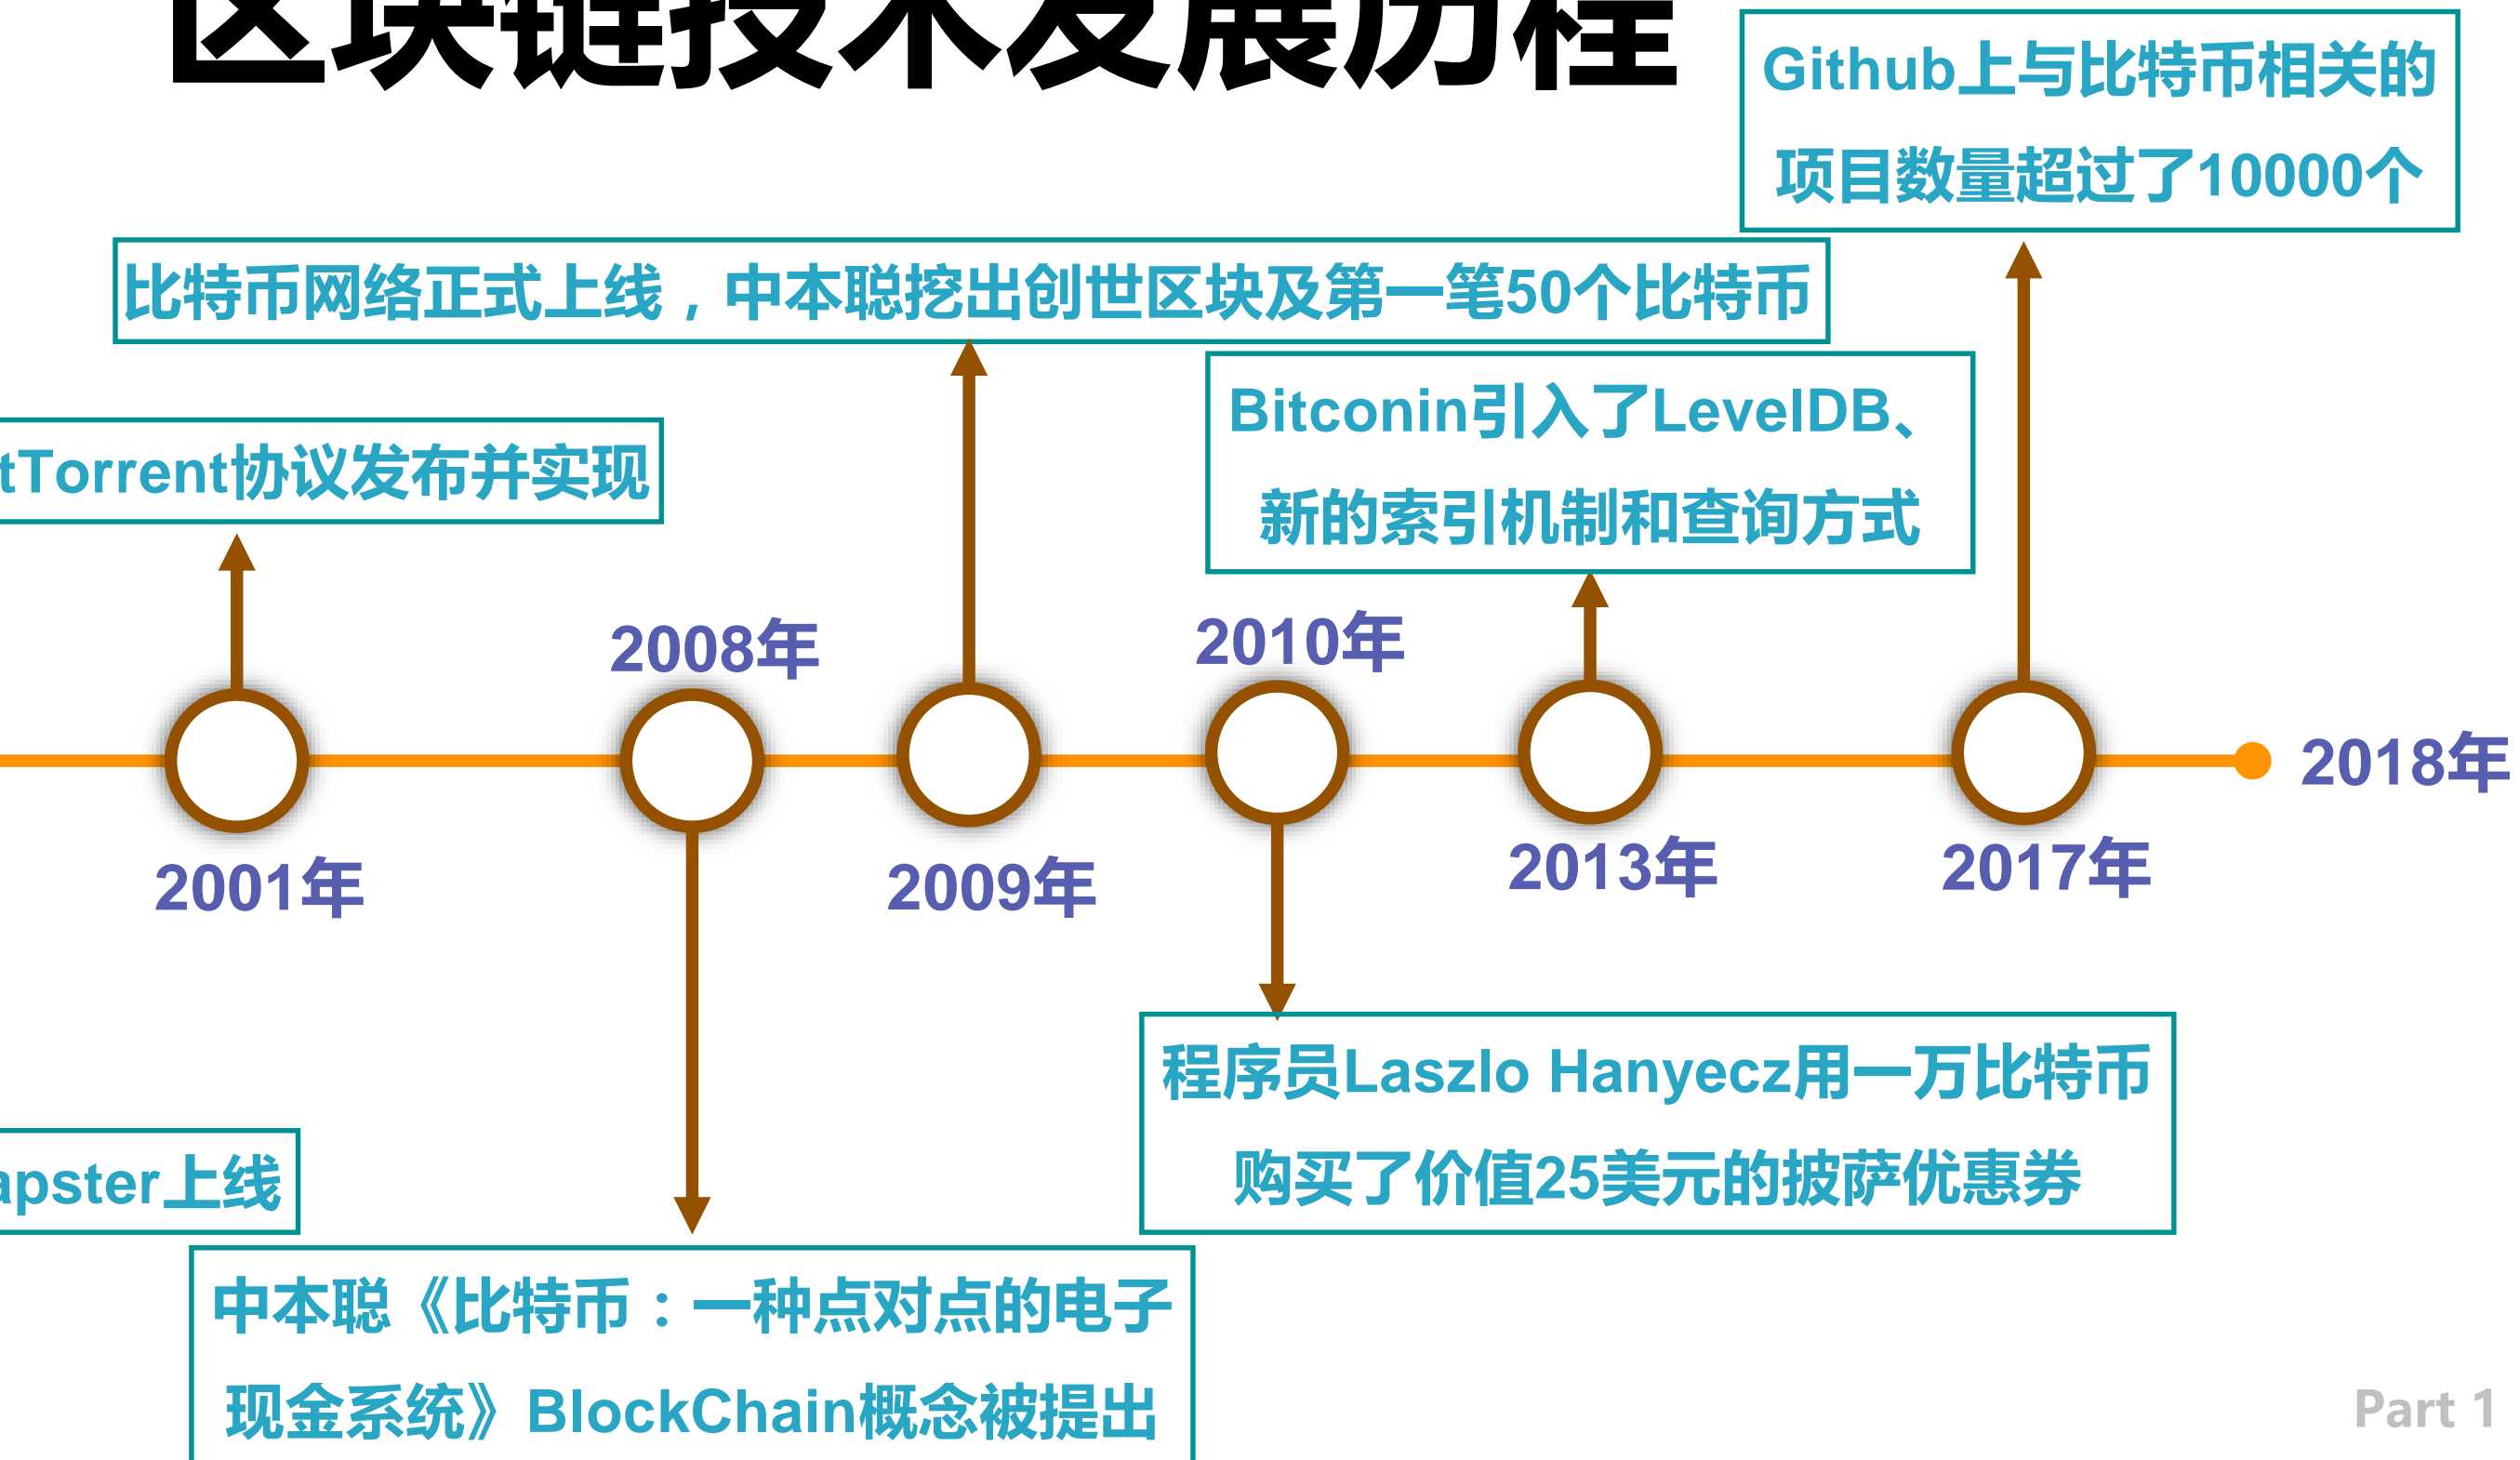 区块链技术发展历程
Github上与比特币相关的
项目数量超过了10000个
比特币网络正式上线，中本聪挖出创世区块及第一笔50个比特币
Bitconin引入了LevelDB、
新的索引机制和查询方式
tTorrent协议发布并实现
2008年
2010年
2018年
2001年
2009年
2013年
2017年
程序员Laszlo Hanyecz用一万比特币
购买了价值25美元的披萨优惠券
apster上线
中本聪《比特币：一种点对点的电子
现金系统》BlockChain概念被提出
Part 1